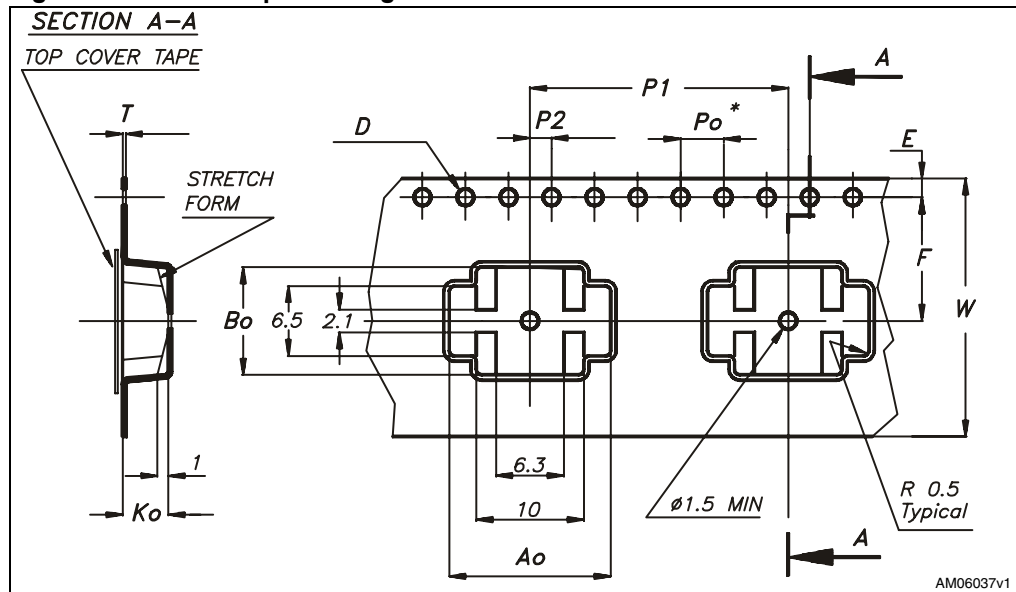 SECTION A-A
TOP COVER TAPE
T
STRETCH
FORM
D
P1
P2
Po *
A
E
F
W
Bo
6.5
2.1
1
Ko
6.3
10
Ao
Ø1.5 MIN
R 0.5
Typical
A
AM06037v1